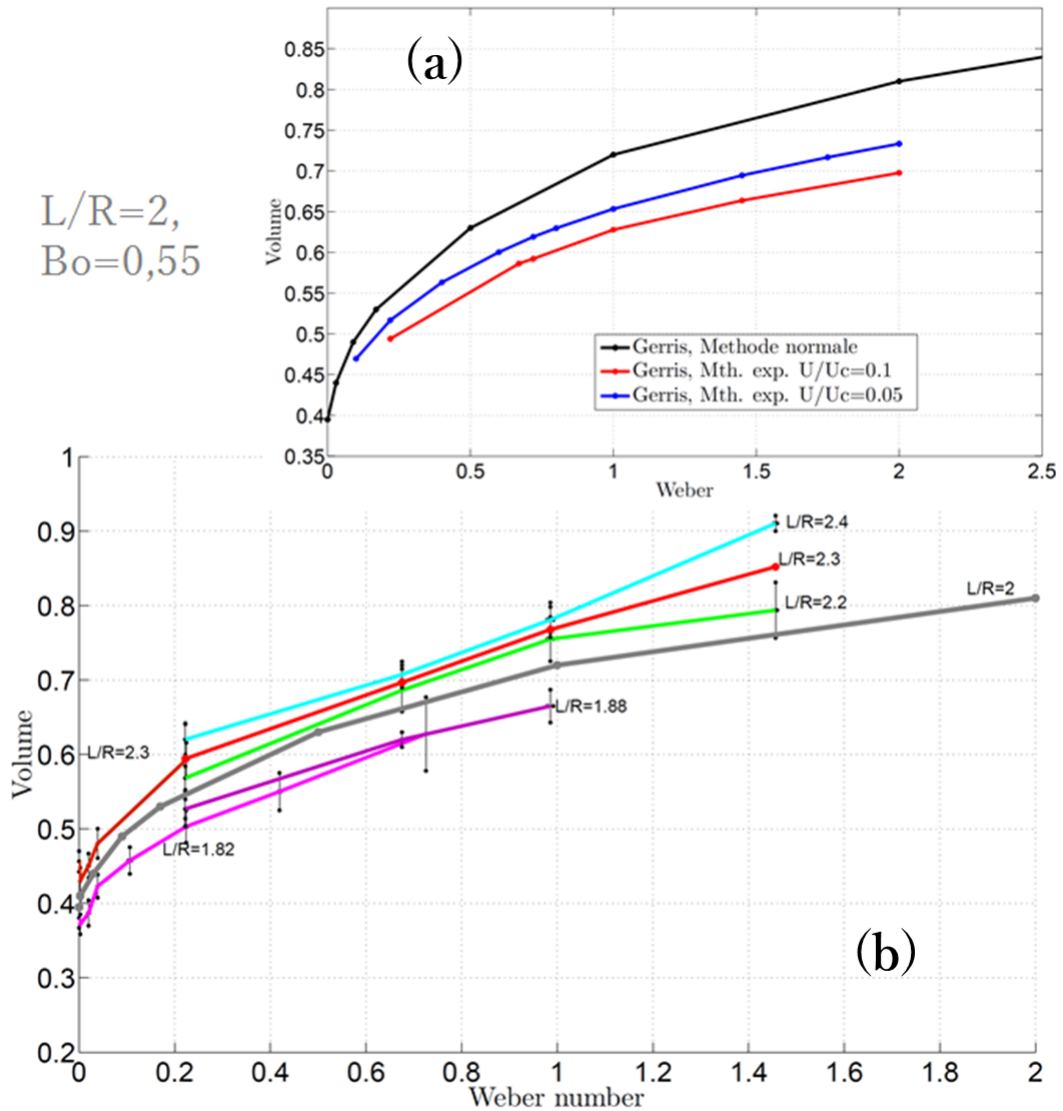 (a)
L/R=2,
Bo=0,55
Volume
0.85
0.8
0.75
0.7
0.65
0.6
0.55
0.5
0.45
0.4
0.35
Gerris, Methode normale
Gerris, Mth. exp. U/Uc=0.1
Gerris, Mth. exp. U/Uc=0.05
0 0.5 1 1.5 2 2.5
Weber
(b)
Volume
1
0.9
0.8
0.7
0.6
0.5
0.4
0.3
0.2
L/R=2.4
L/R=2.3
L/R=2
L/R=2.2
L/R=1.88
L/R=2.3
L/R=1.82
0 0.2 0.4 0.6 0.8 1 1.2 1.4 1.6 1.8 2
Weber number